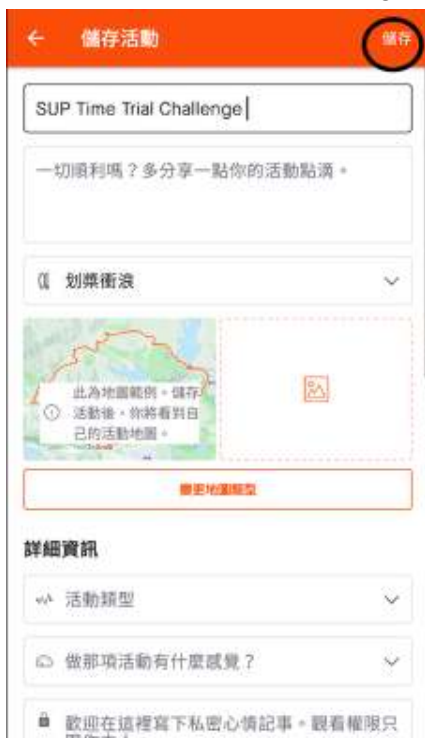 儲存活動
儲存
SUP Time Trial Challenge
一切順利嗎？多分享一點你的活動點滴。
划槳衝浪
此為地圖範例。儲存
活動後，你將看到自
己的活動地圖。
變更地圖類型
詳細資訊
活動類型
做那項活動有什麼感覺？
歡迎在這裡寫下私密心情記事。觀看權限只